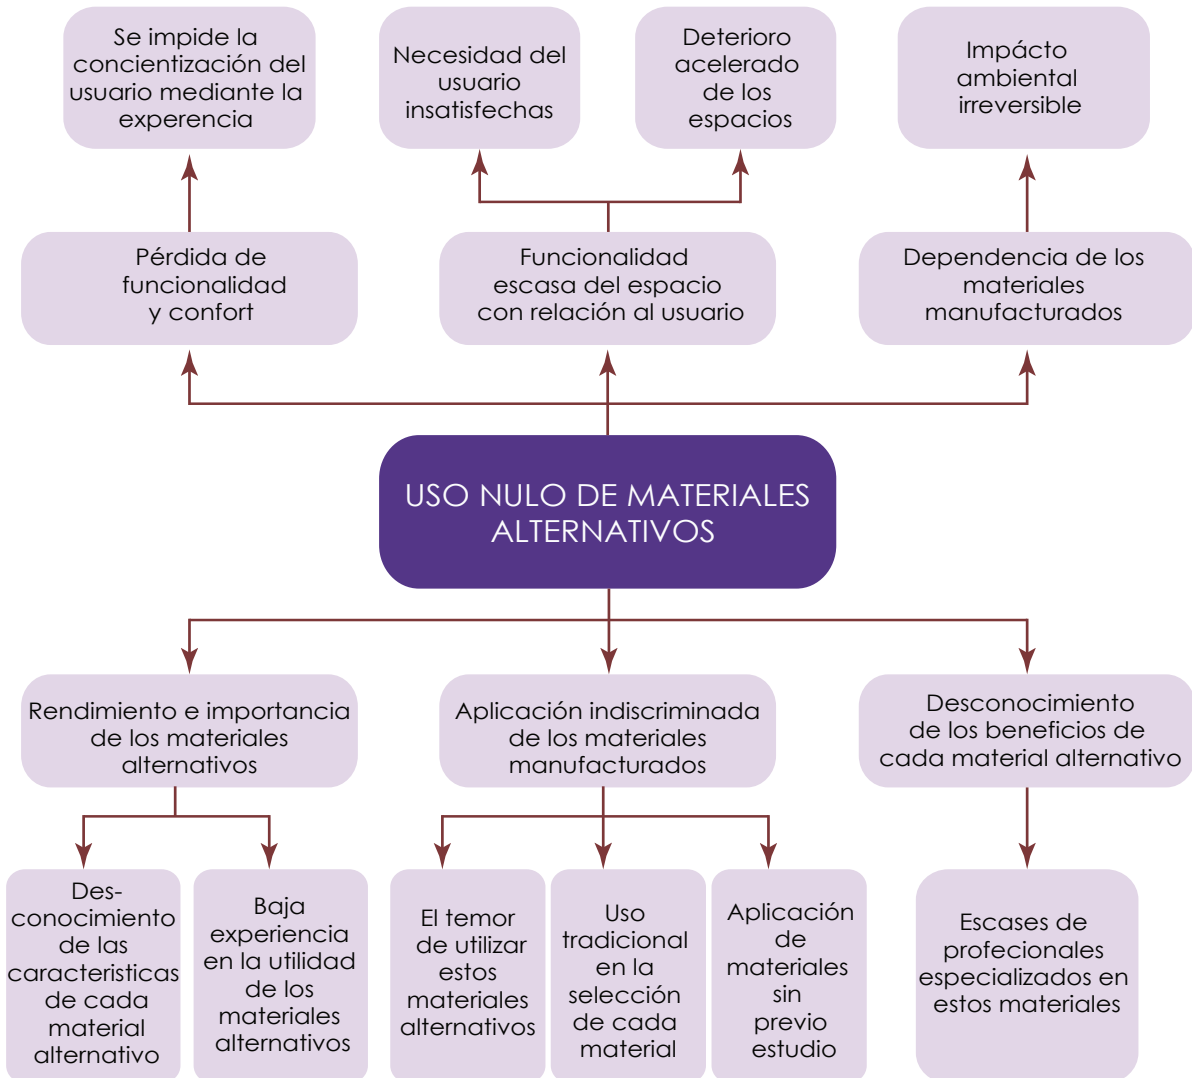 Se impide la
concientización del
usuario mediante la
experencia
Necesidad del
usuario
insatisfechas
Deterioro
acelerado
de los
espacios
Impácto
ambiental
irreversible
Pérdida de
funcionalidad
y confort
Funcionalidad
escasa del espacio
con relación al usuario
Dependencia de los
materiales
manufacturados
USO NULO DE MATERIALES
ALTERNATIVOS
Rendimiento e importancia
de los materiales
alternativos
Aplicación indiscriminada
de los materiales
manufacturados
Desconocimiento
de los beneficios de
cada material alternativo
Des-
conocimiento
de las
caracteristicas
de cada
material
alternativo
Baja
experiencia
en la utilidad
de los
materiales
alternativos
El temor
de utilizar
estos
materiales
alternativos
Uso
tradicional
en la
selección
de cada
material
Aplicación
de
materiales
sin
previo
estudio
Escases de
profecionales
especializados en
estos materiales